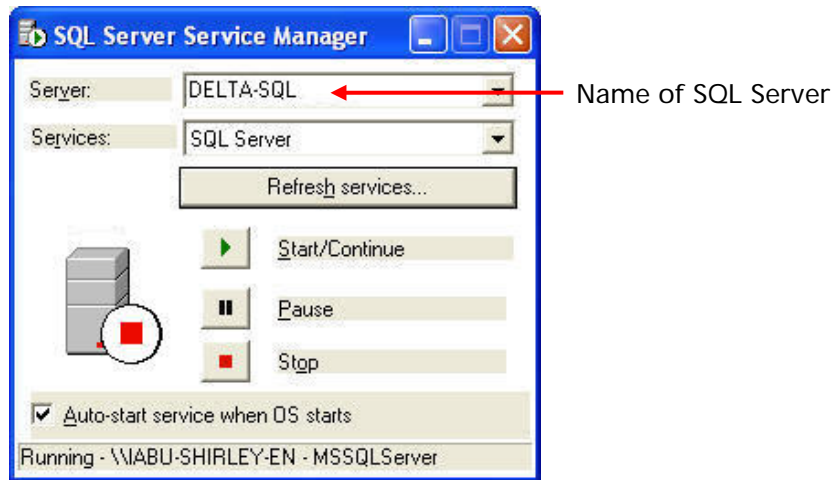 SQL Server Service Manager
Server: DELTA-SQL
Name of SQL Server
Services: SQL Server
Refresh services...
Start/Continue
Pause
Stop
Auto-start service when OS starts
Running - \\IABU-SHIRLEY-EN - MSSQLServer